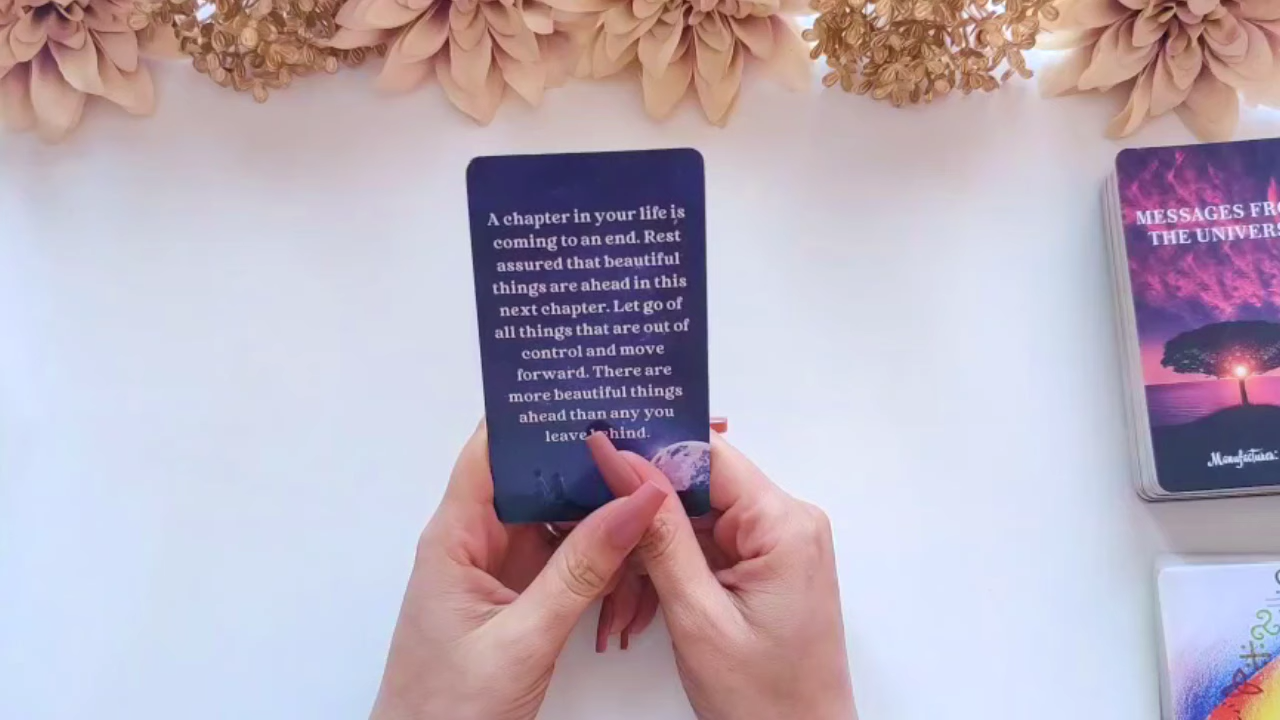 A chapter in your life is
coming to an end. Rest
assured that beautiful
things are ahead in this
next chapter. Let go of
all things that are out of
control and move
forward. There are
more beautiful things
ahead than any you
leave behind.
MESSAGES FRO
THE UNIVERS
Manufacturer: